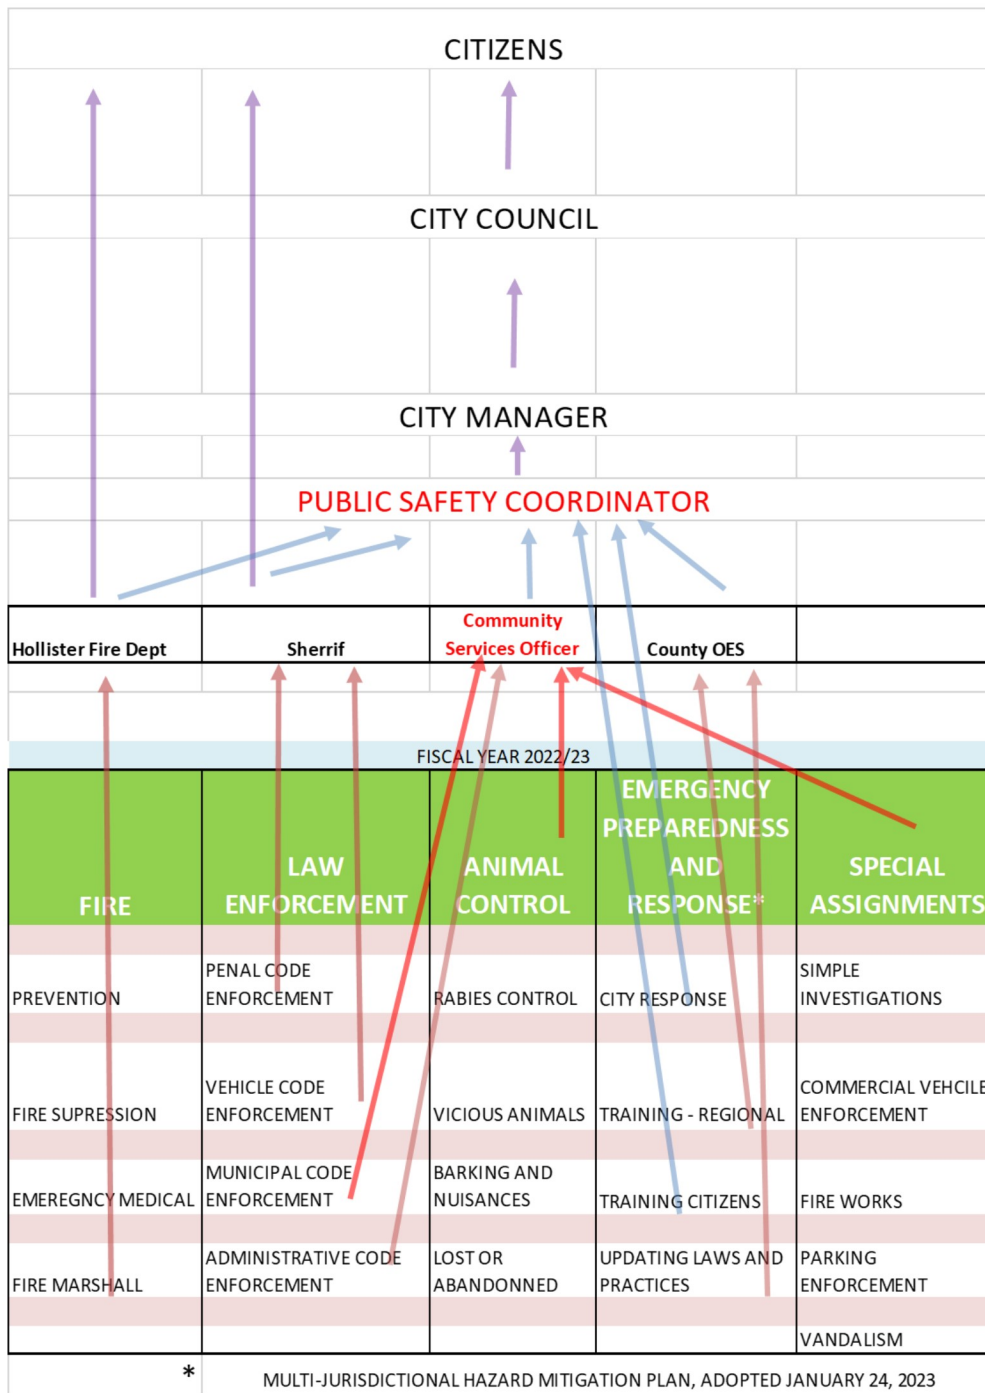 CITIZENS
CITY COUNCIL
CITY MANAGER
PUBLIC SAFETY COORDINATOR
Hollister Fire Dept
Sherrif
Community
Services Officer
County OES
FISCAL YEAR 2022/23
FIRE
LAW
ENFORCEMENT
ANIMAL
CONTROL
EMERGENCY
PREPAREDNESS
AND
RESPONSE*
SPECIAL
ASSIGNMENTS
PREVENTION
PENAL CODE
ENFORCEMENT
RABIES CONTROL
CITY RESPONSE
SIMPLE
INVESTIGATIONS
FIRE SUPRESSION
VEHICLE CODE
ENFORCEMENT
VICIOUS ANIMALS
TRAINING - REGIONAL
COMMERCIAL VEHCILE
ENFORCEMENT
EMEREGNCY MEDICAL
MUNICIPAL CODE
ENFORCEMENT
BARKING AND
NUISANCES
TRAINING CITIZENS
FIRE WORKS
FIRE MARSHALL
ADMINISTRATIVE CODE
ENFORCEMENT
LOST OR
ABANDONNED
UPDATING LAWS AND
PRACTICES
PARKING
ENFORCEMENT
VANDALISM
* MULTI-JURISDICTIONAL HAZARD MITIGATION PLAN, ADOPTED JANUARY 24, 2023